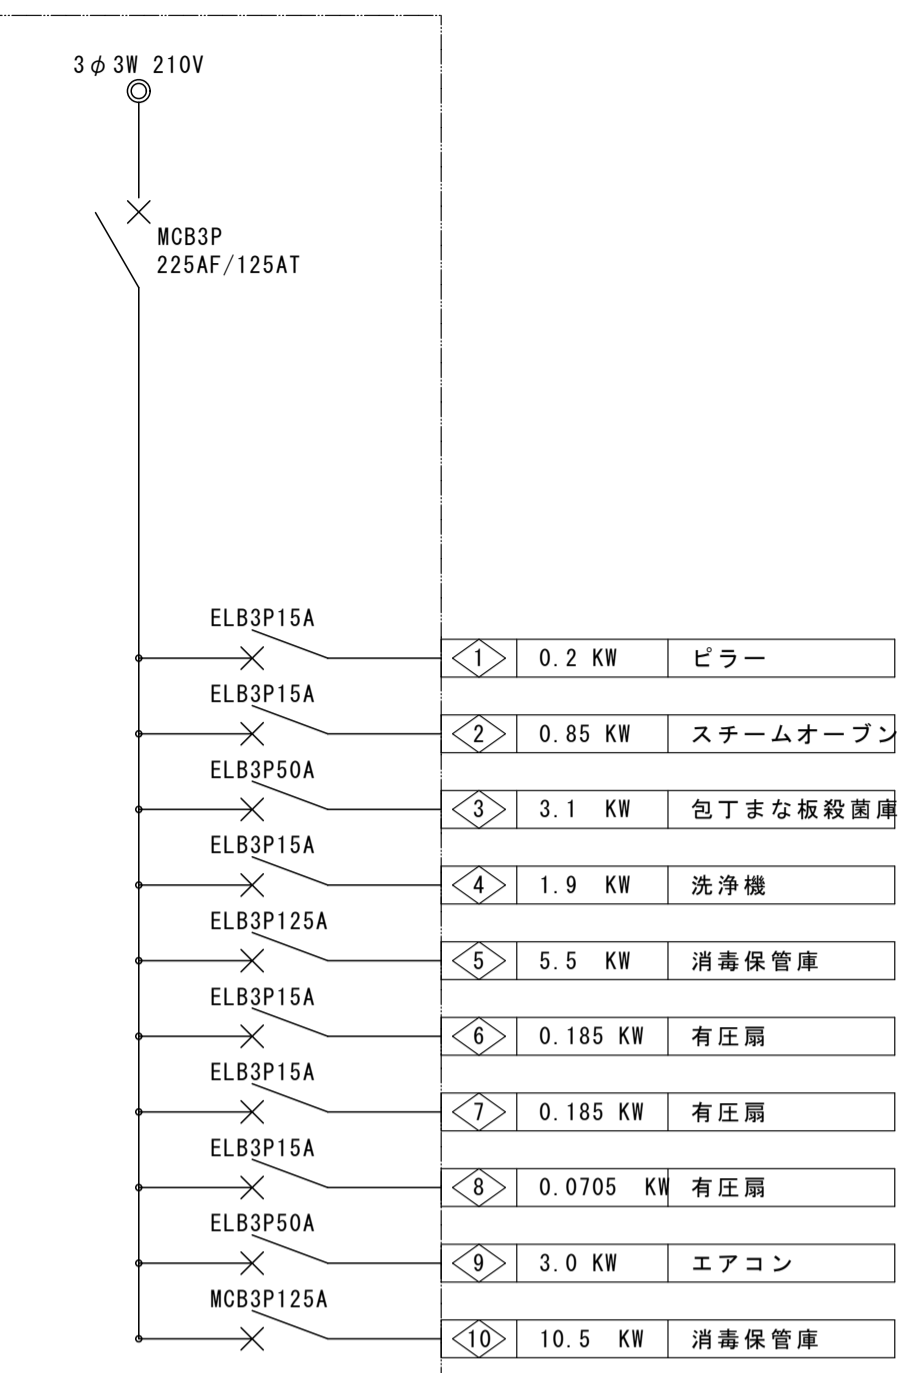 3φ3W 210V
MCB3P
225AF/125AT
ELB3P15A
1 0.2 KW ピラー
ELB3P15A
2 0.85 KW スチームオーブン
ELB3P50A
3 3.1 KW 包丁まな板殺菌庫
ELB3P15A
4 1.9 KW 洗浄機
ELB3P125A
5 5.5 KW 消毒保管庫
ELB3P15A
6 0.185 KW 有圧扇
ELB3P15A
7 0.185 KW 有圧扇
ELB3P15A
8 0.0705 KW 有圧扇
ELB3P50A
9 3.0 KW エアコン
MCB3P125A
10 10.5 KW 消毒保管庫